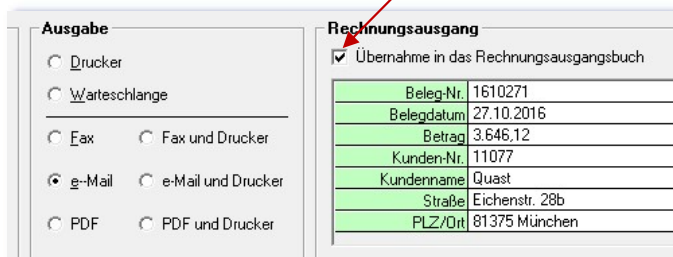 Ausgabe
Drucker
Warteschlange
Fax Fax und Drucker
e--Mail e-Mail und Drucker
PDF PDF und Drucker
Rechnungsausgang
Übernahme in das Rechnungsausgangsbuch
Beleg-Nr. 1610271
Belegdatum 27.10.2016
Betrag 3.646,12
Kunden-Nr. 11077
Kundenname Quast
Straße Eichenstr. 28b
PLZ/Ort 81375 München